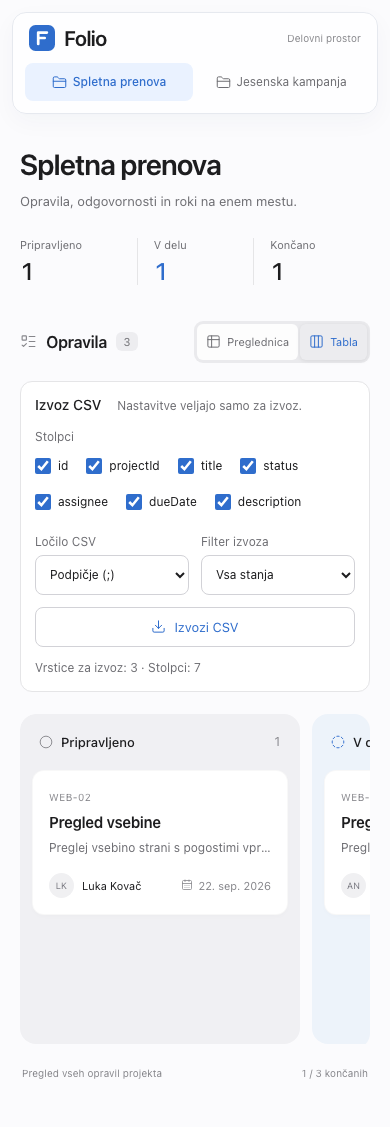 F Folio
Delovni prostor
Spletna prenova
Jesenska kampanja
Spletna prenova
Opravila, odgovornosti in roki na enem mestu.
Pripravljeno
V delu
Končano
1
1
1
Opravila 3
Preglednica
Tabla
Izvoz CSV Nastavitve veljajo samo za izvoz.
Stolpci
id projectId title status
assignee dueDate description
Ločilo CSV
Filter izvoza
Podpičje (;)
Vsa stanja
Izvozi CSV
Vrstice za izvoz: 3 · Stolpci: 7
Pripravljeno 1
WEB-02
Pregled vsebine
Preglej vsebino strani s pogostimi vpr...
LK Luka Kovač 22. sep. 2026
V
WEB-
AN
Pregled vseh opravil projekta
1 / 3 končanih